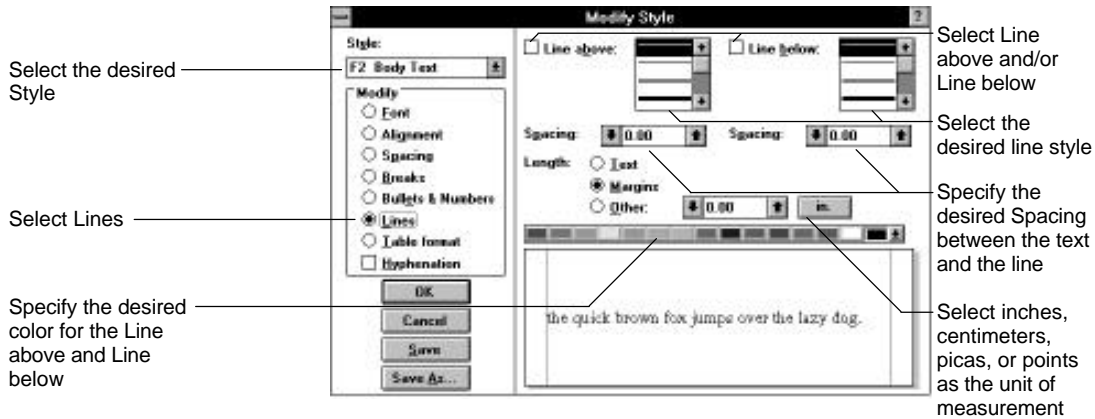 Select the desired
Style
Select Lines
Specify the desired
color for the Line
above and Line
below
Modify Style
?
Style:
F2 Body Text
Modify
Font
Alignment
Spacing
Breaks
Bullets & Numbers
Lines
Table format
Hyphenation
OK
Cancel
Save
Save As...
Line above:
Line below:
Spacing: 0.00
Spacing: 0.00
Length:
Text
Margins
Other: 0.00 in.
the quick brown fox jumps over the lazy dog.
Select Line
above and/or
Line below
Select the
desired line style
Specify the
desired Spacing
between the text
and the line
Select inches,
centimeters,
picas, or points
as the unit of
measurement